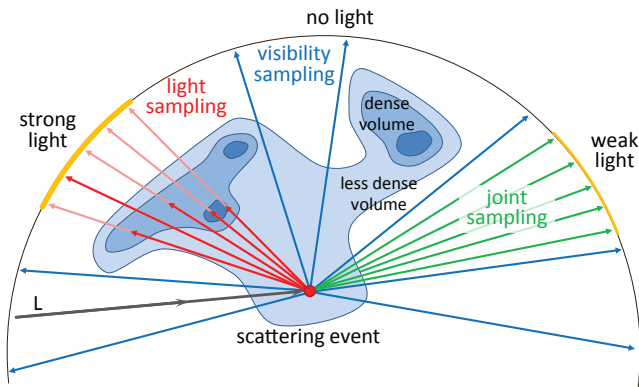 no light
visibility
sampling
light
sampling
strong
light
dense
volume
weak
light
less dense
volume
joint
sampling
L
scattering event